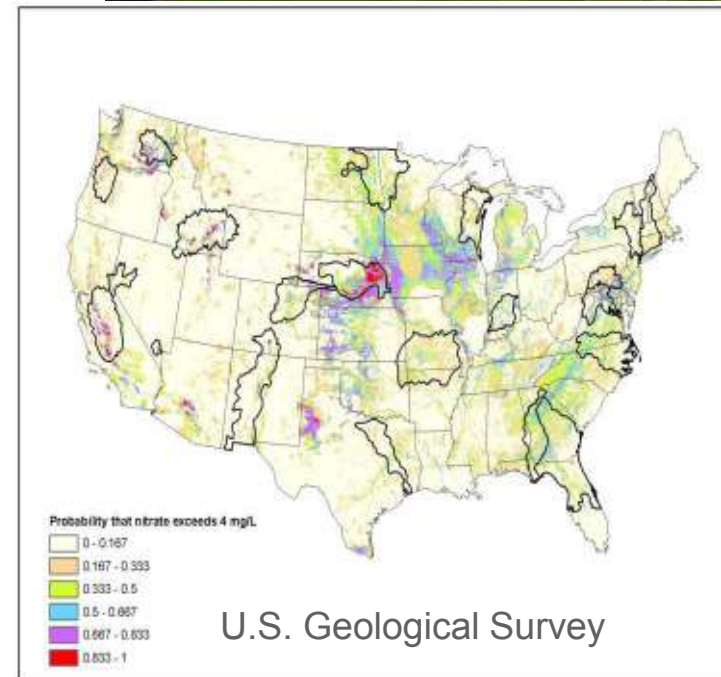 Probability that nitrate exceeds 4 mg/L
0 - 0.167
0.167 - 0.333
0.333 - 0.5
0.5 - 0.667
0.667 - 0.833
0.833 - 1
U.S. Geological Survey